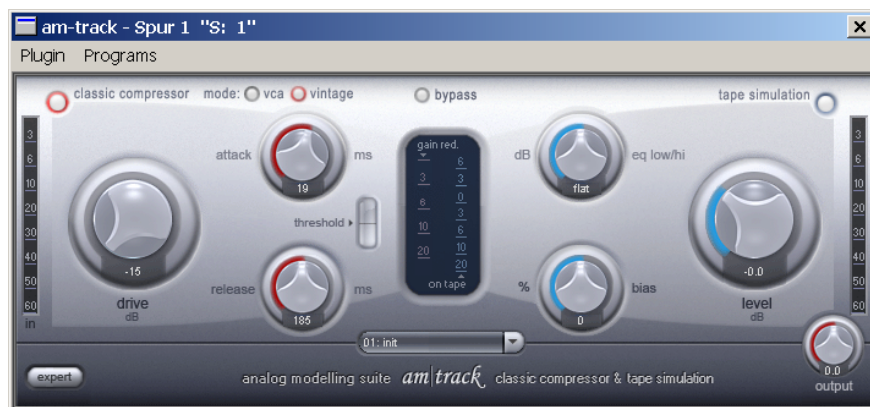 am-track - Spur 1 "S: 1"
Plugin Programs
classic compressor mode: vca vintage bypass tape simulation
3
6
10
20
30
40
50
60
in
attack ms
19
threshold
release ms
185
-15
drive
dB
gain red.
3
6
10
20
6
3
0
3
6
10
20
on tape
dB eq low/hi
flat
% bias
0
-0.0
level
dB
3
6
10
20
30
40
50
60
01: init
expert
analog modelling suite am|track classic compressor & tape simulation
0.0
output